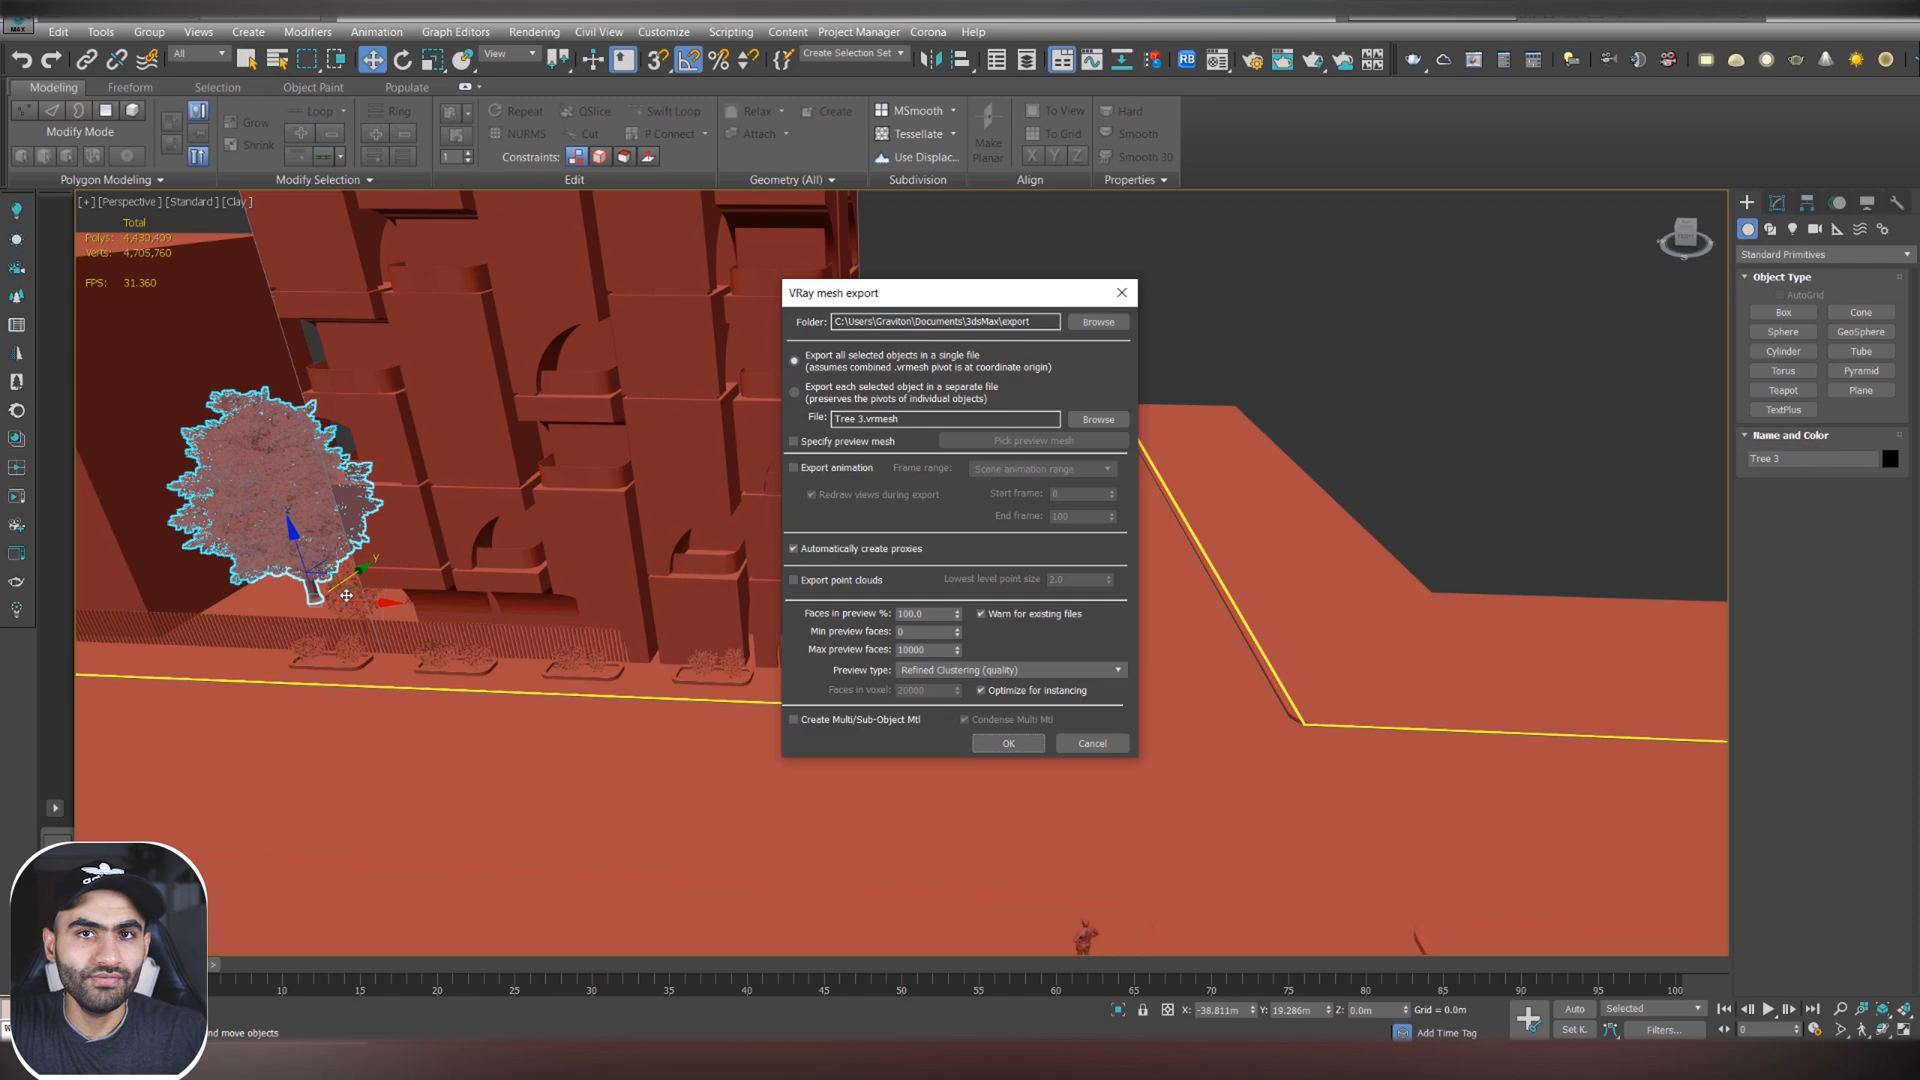 MAX
Edit Tools Group Views Create Modifiers Animation Graph Editors Rendering Civil View Customize Scripting Content Project Manager Corona Help
All View Create Selection Set RB
Modeling Freeform Selection Object Paint Populate
Loop Ring Repeat QSlice Swift Loop Relax Create MSmooth To View Hard
Modify Mode Grow NURMS Cut P Connect Attach Tessellate Make Planar To Grid Smooth
Shrink 1 Constraints: Use Displac... X Y Z Smooth 30
Polygon Modeling Modify Selection Edit Geometry (All) Subdivision Align Properties
[+] [Perspective ] [Standard ] [Clay ]
Total
Polys: 4,430,409
Verts: 4,705,760
FPS: 31.360
VRay mesh export
Folder: C:\Users\Graviton\Documents\3dsMax\export Browse
Export all selected objects in a single file
(assumes combined .vrmesh pivot is at coordinate origin)
Export each selected object in a separate file
(preserves the pivots of individual objects)
File: Tree 3.vrmesh Browse
Specify preview mesh Pick preview mesh
Export animation Frame range: Scene animation range
Redraw views during export Start frame: 0
End frame: 100
Automatically create proxies
Export point clouds Lowest level point size 2.0
Faces in preview %: 100.0 Warn for existing files
Min preview faces: 0
Max preview faces: 10000
Preview type: Refined Clustering (quality)
Faces in voxel: 20000 Optimize for instancing
Create Multi/Sub-Object Mtl Condense Multi Mtl
OK Cancel
Standard Primitives
Object Type
AutoGrid
Box Cone
Sphere GeoSphere
Cylinder Tube
Torus Pyramid
Teapot Plane
TextPlus
Name and Color
Tree 3
y
10 15 20 25 30 35 40 45 50 55 60 65 70 75 80 85 90 95 100
X: -38.811m Y: 19.286m Z: 0.0m Grid = 0.0m Auto Selected
nd move objects Add Time Tag Set K. Filters... 0